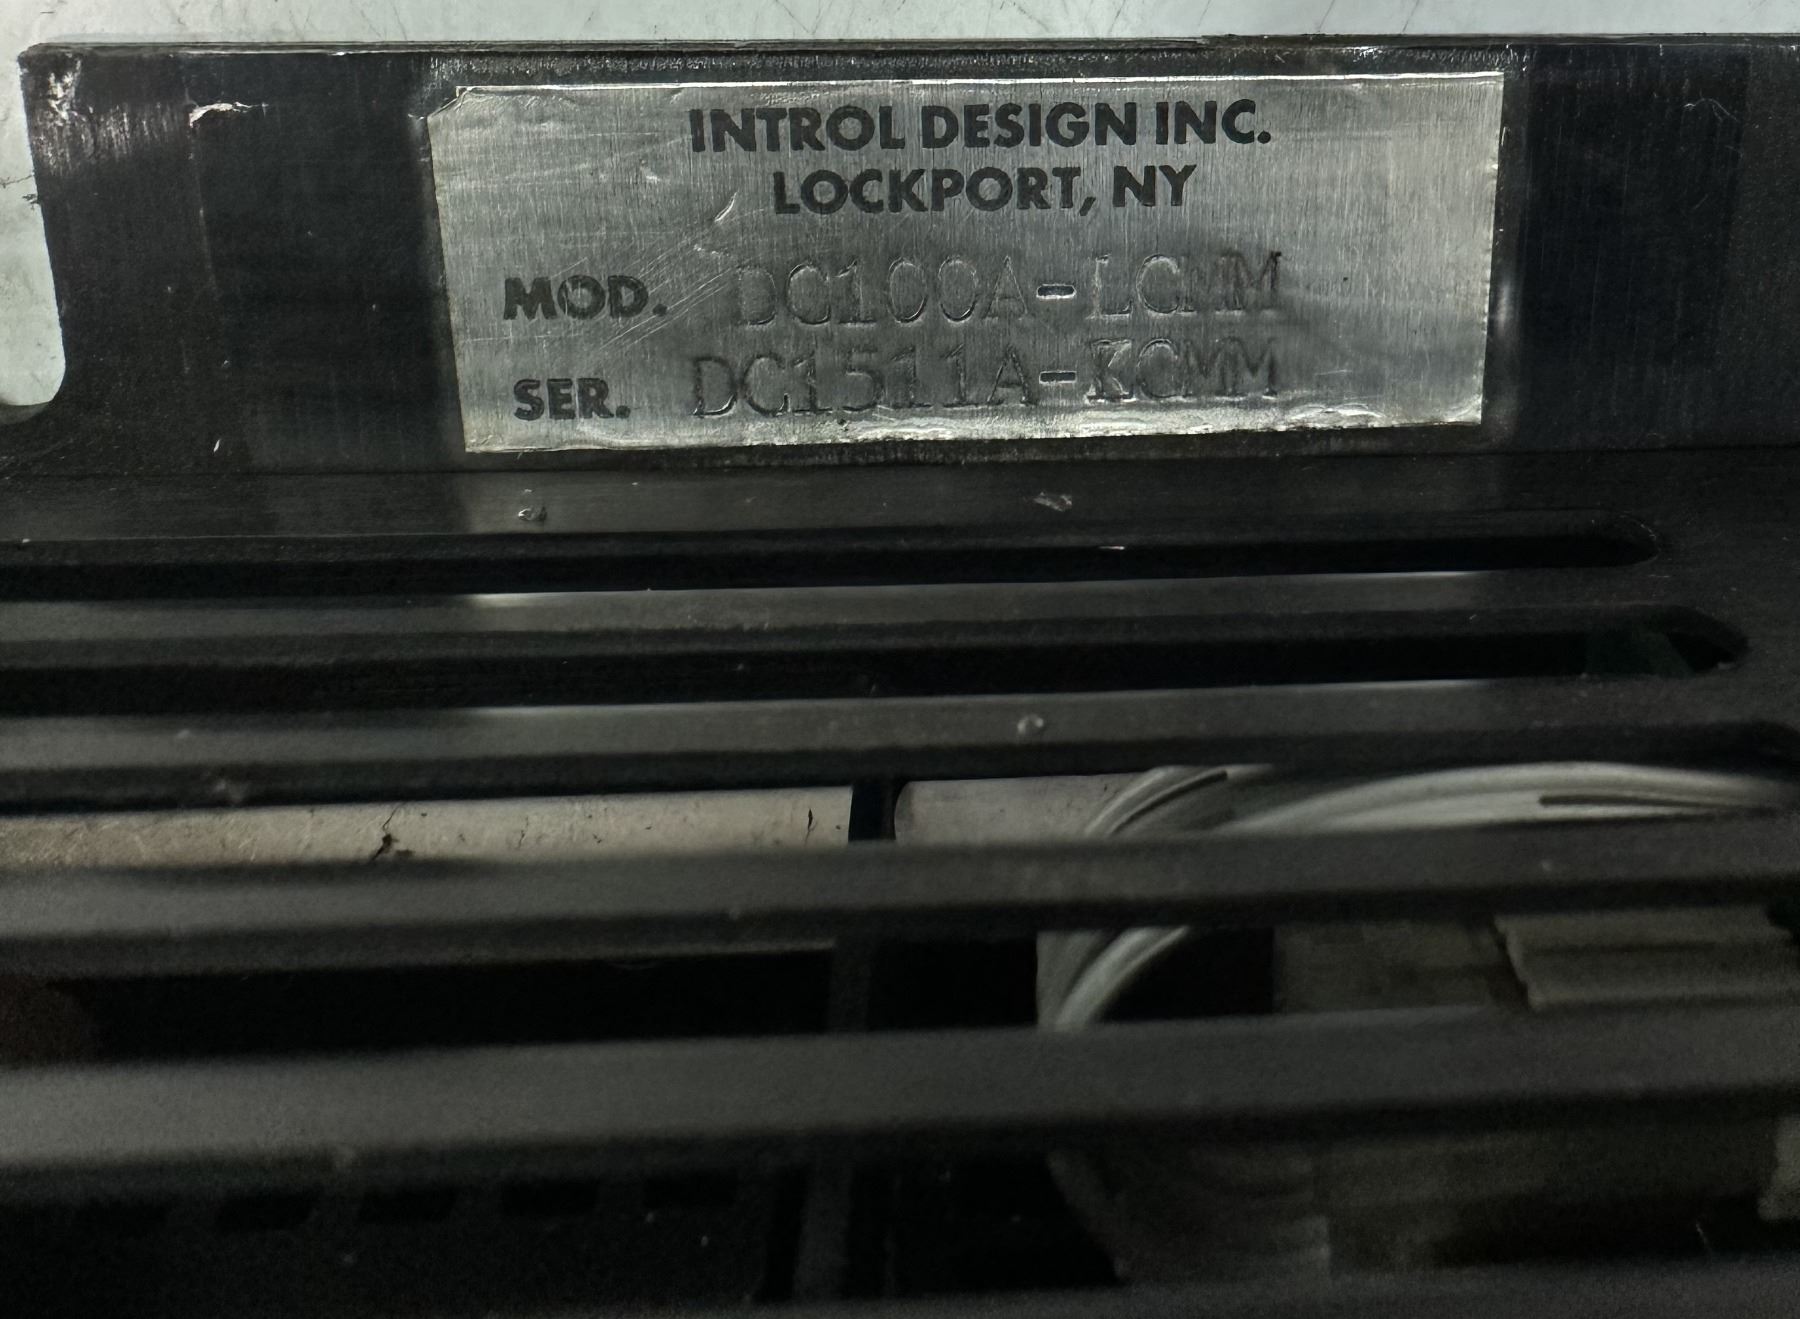 INTROL DESIGN INC.
LOCKPORT, NY
MOD. DC100A-LCMM
SER. DC1511A-KCMM